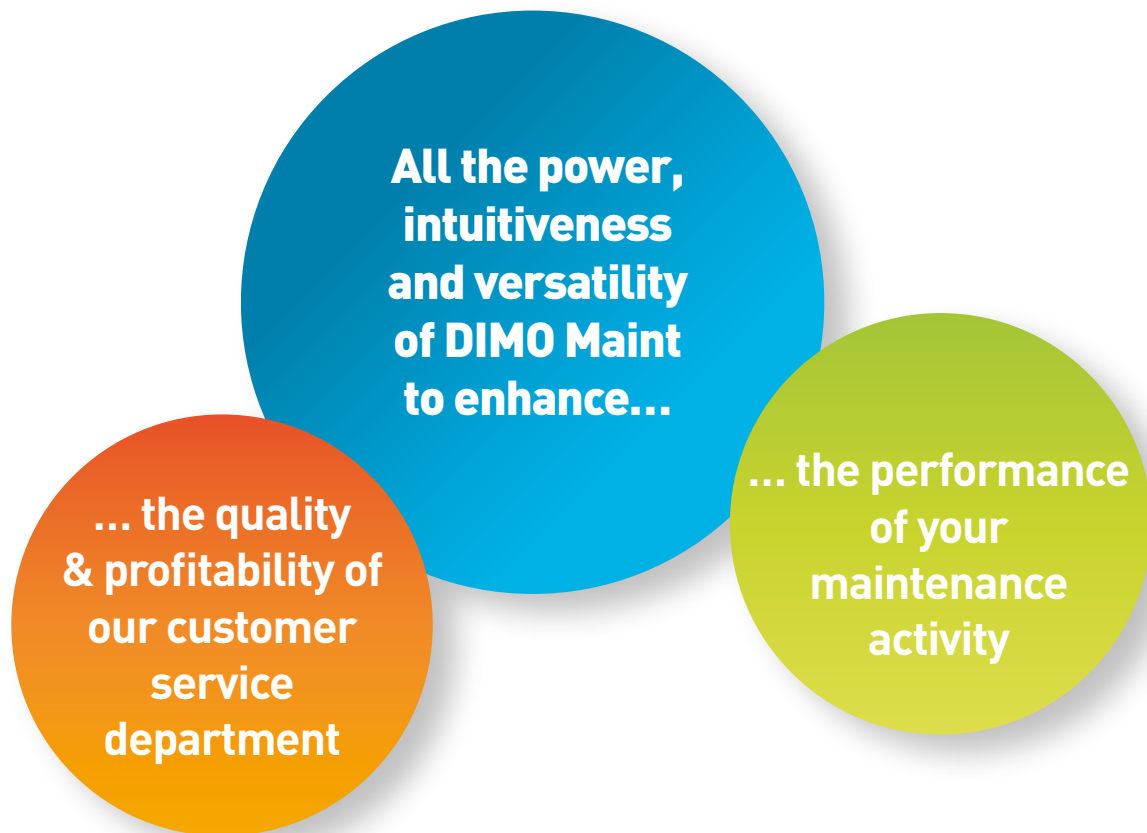 All the power,
intuitiveness
and versatility
of DIMO Maint
to enhance...
... the quality
& profitability of
our customer
service
department
... the performance
of your
maintenance
activity